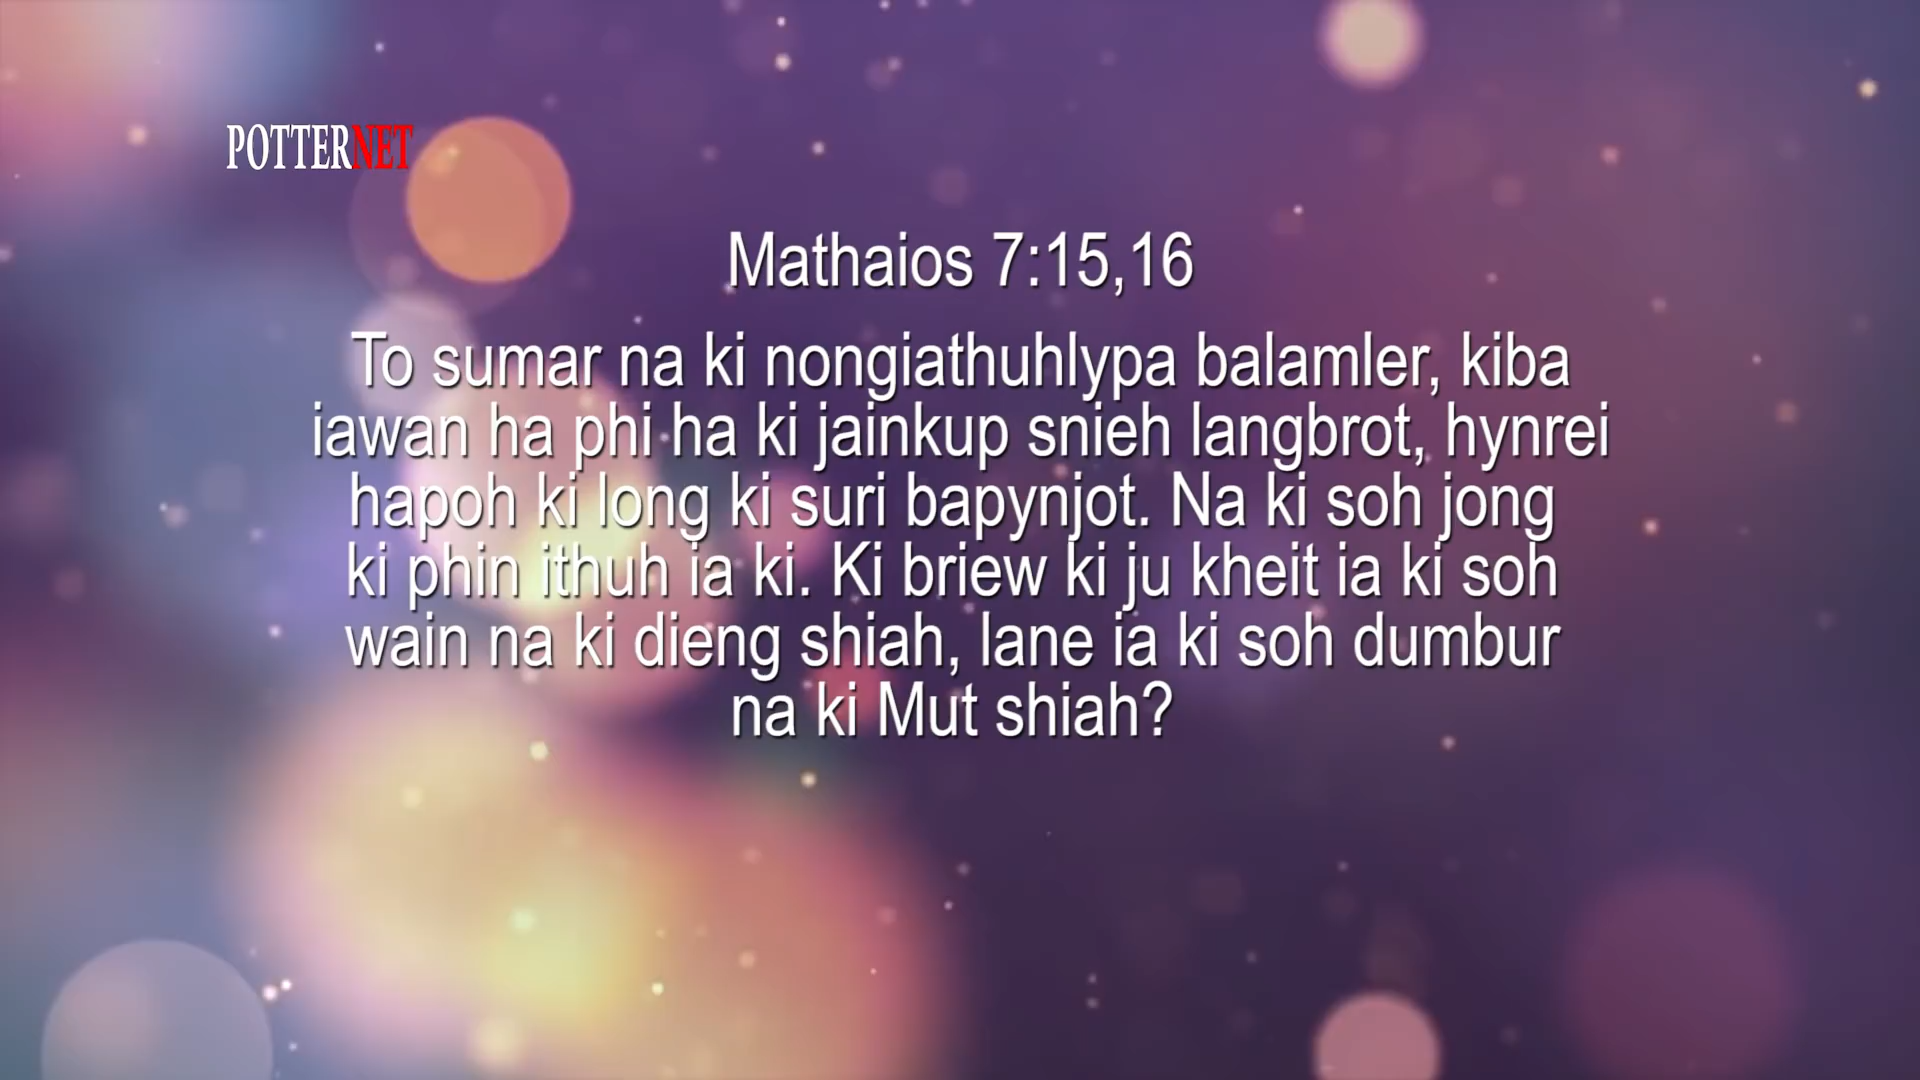 POTTERNET
Mathaios 7:15,16
To sumar na ki nongiathuhlypa balamler, kiba
iawan ha phi ha ki jainkup snieh langbrot, hynrei
hapoh ki long ki suri bapynjot. Na ki soh jong
ki phin ithuh ia ki. Ki briew ki ju kheit ia ki soh
wain na ki dieng shiah, lane ia ki soh dumbur
na ki Mut shiah?